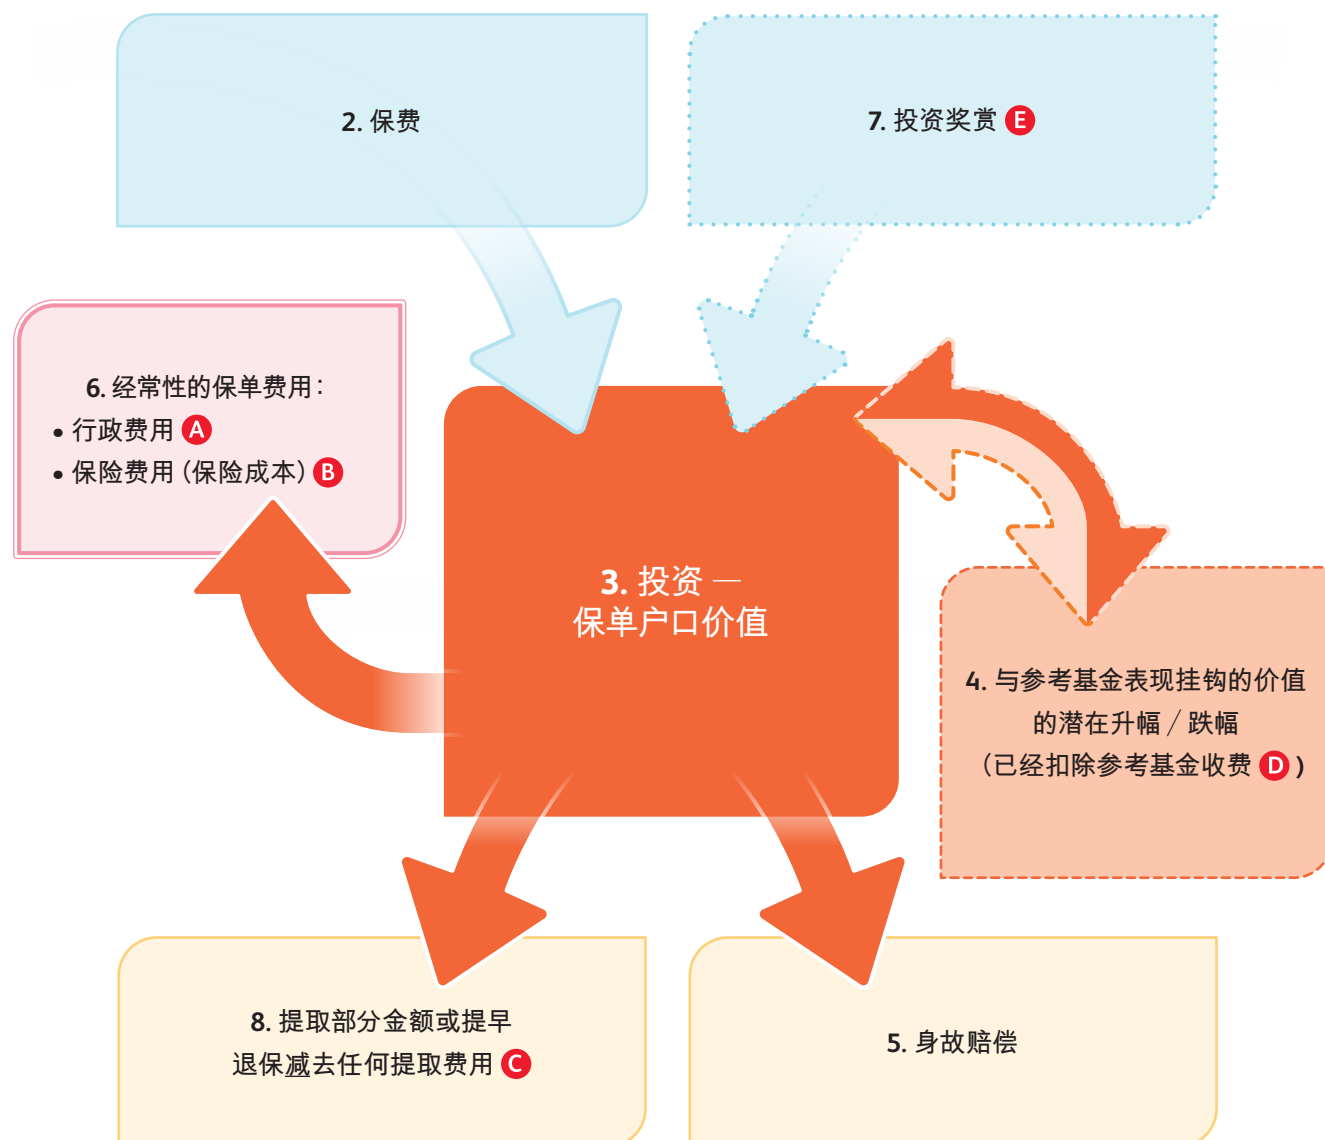 2. 保费
7. 投资奖赏 E
6. 经常性的保单费用：
• 行政费用 A
• 保险费用（保险成本）B
3. 投资 —
保单户口价值
4. 与参考基金表现挂钩的价值
的潜在升幅 / 跌幅
（已经扣除参考基金收费 D )
8. 提取部分金额或提早
退保减去任何提取费用 C
5. 身故赔偿